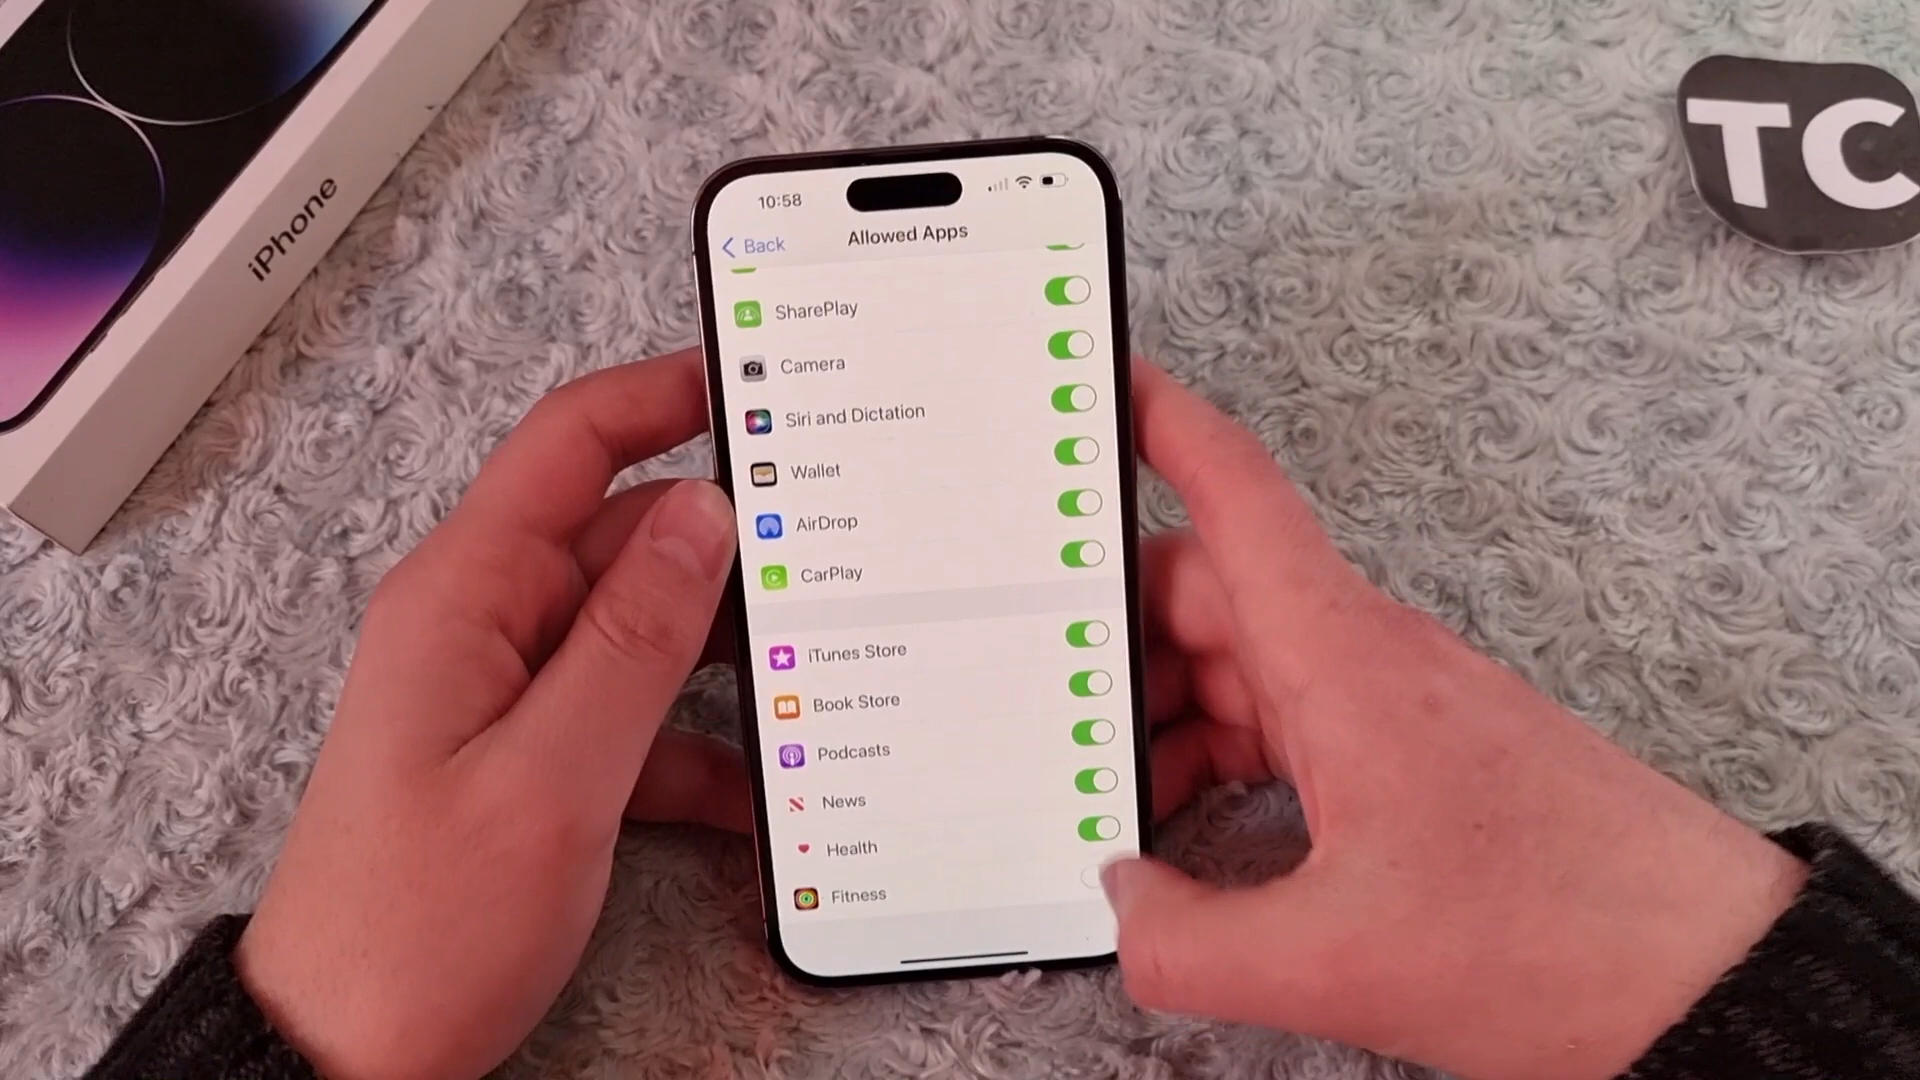 iPhone
TC
10:58
Back
Allowed Apps
SharePlay
Camera
Siri and Dictation
Wallet
AirDrop
CarPlay
iTunes Store
Book Store
Podcasts
News
Health
Fitness